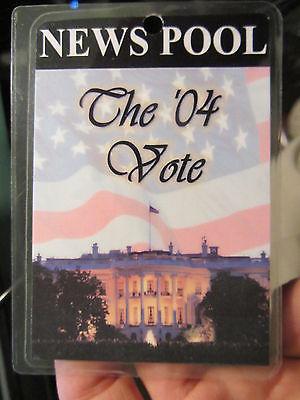 NEWS POOL
The '04
Vote